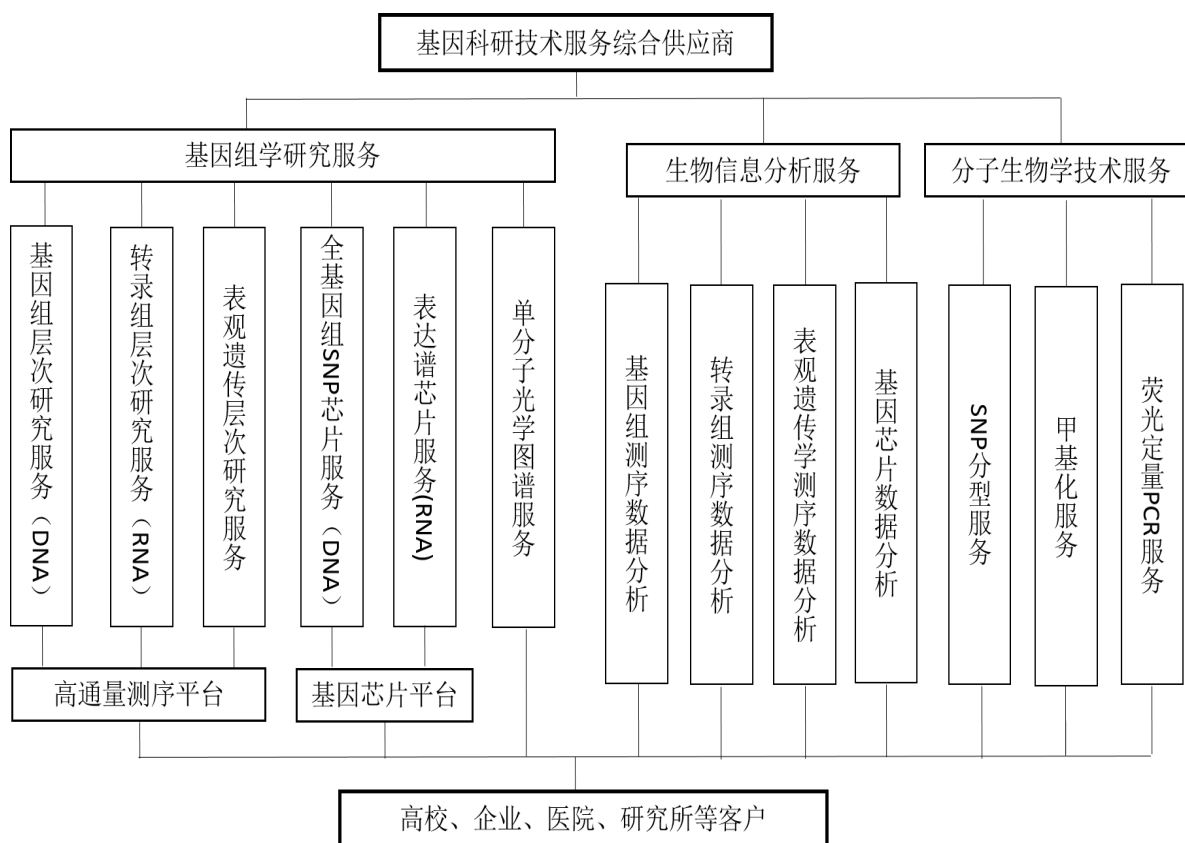 基因科研技术服务综合供应商
基因组学研究服务
生物信息分析服务
分子生物学技术服务
基因组层次研究服务（DNA）
转录组层次研究服务（RNA）
表观遗传层次研究服务
全基因组SNP芯片服务（DNA）
表达谱芯片服务(RNA)
单分子光学图谱服务
基因组测序数据分析
转录组测序数据分析
表观遗传学测序数据分析
基因芯片数据分析
SNP分型服务
甲基化服务
荧光定量PCR服务
高通量测序平台
基因芯片平台
高校、企业、医院、研究所等客户